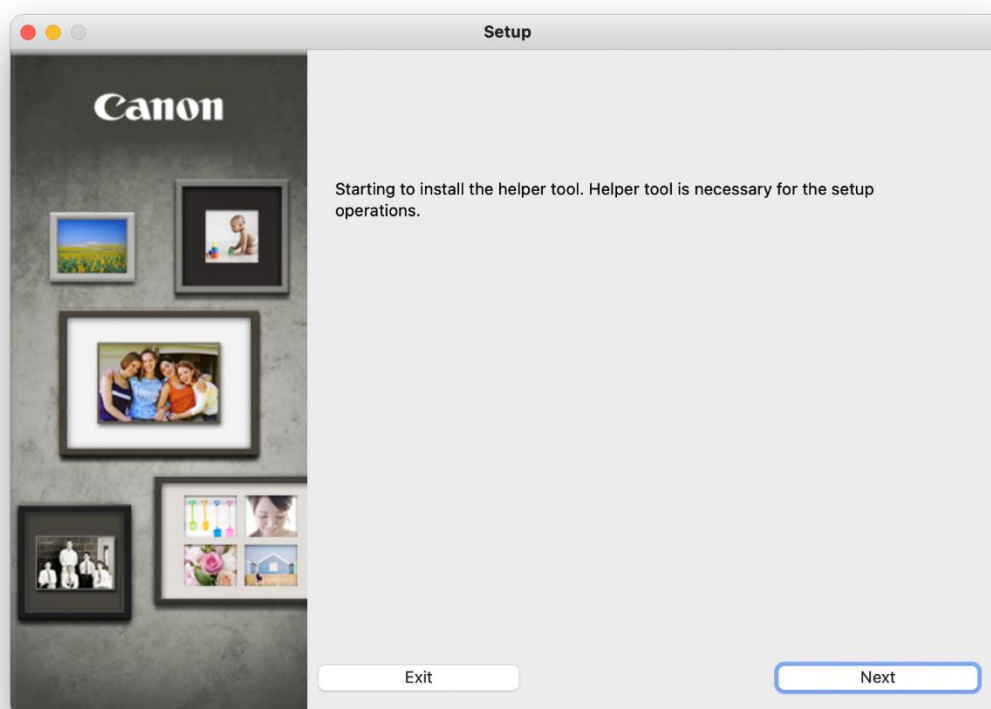 Setup
Canon
Starting to install the helper tool. Helper tool is necessary for the setup
operations.
Exit
Next